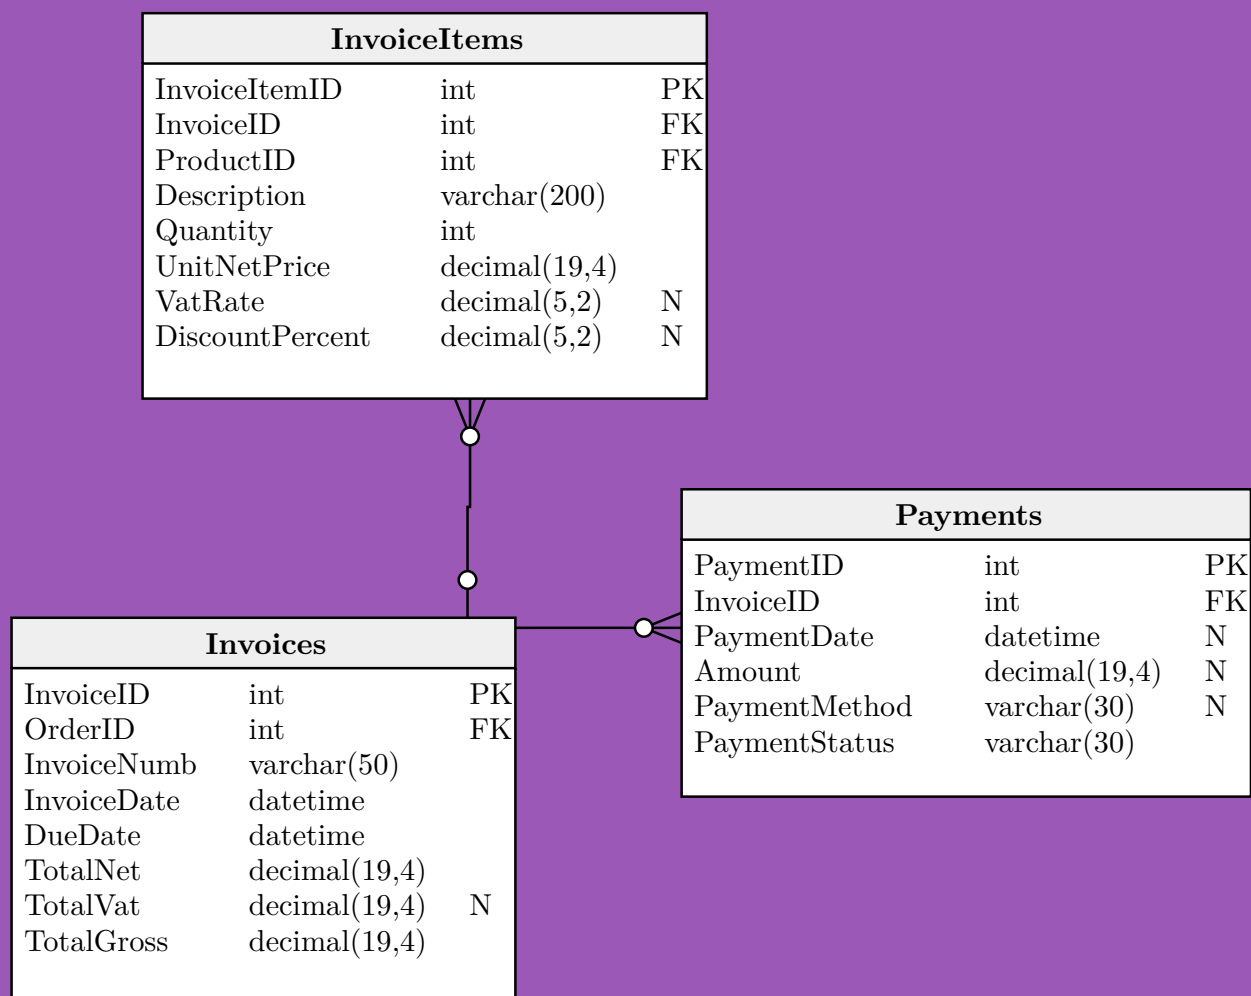 InvoiceItems
InvoiceItemID int PK
InvoiceID int FK
ProductID int FK
Description varchar(200)
Quantity int
UnitNetPrice decimal(19,4)
VatRate decimal(5,2) N
DiscountPercent decimal(5,2) N
Payments
PaymentID int PK
InvoiceID int FK
PaymentDate datetime N
Amount decimal(19,4) N
PaymentMethod varchar(30) N
PaymentStatus varchar(30)
Invoices
InvoiceID int PK
OrderID int FK
InvoiceNumb varchar(50)
InvoiceDate datetime
DueDate datetime
TotalNet decimal(19,4)
TotalVat decimal(19,4) N
TotalGross decimal(19,4)